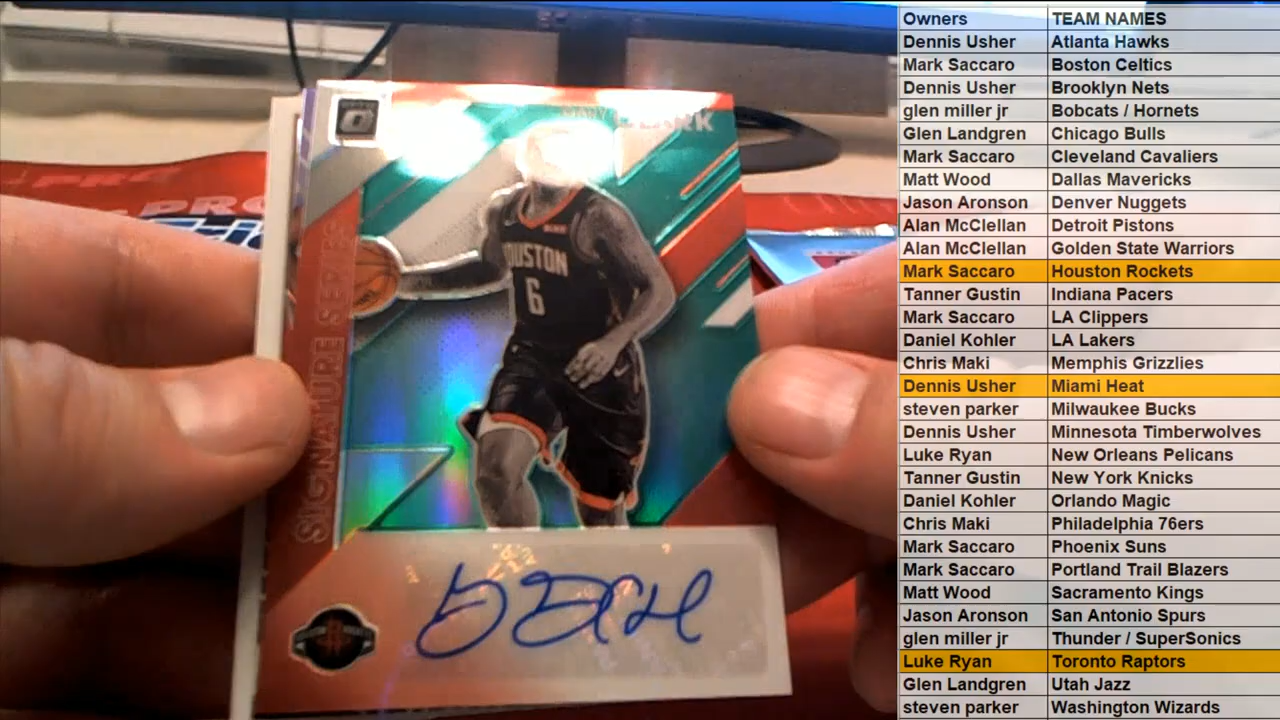 CLARK
HOUSTON
6
SIGNATURE SERIES
PRO
Owners TEAM NAMES
Dennis Usher Atlanta Hawks
Mark Saccaro Boston Celtics
Dennis Usher Brooklyn Nets
glen miller jr Bobcats / Hornets
Glen Landgren Chicago Bulls
Mark Saccaro Cleveland Cavaliers
Matt Wood Dallas Mavericks
Jason Aronson Denver Nuggets
Alan McClellan Detroit Pistons
Alan McClellan Golden State Warriors
Mark Saccaro Houston Rockets
Tanner Gustin Indiana Pacers
Mark Saccaro LA Clippers
Daniel Kohler LA Lakers
Chris Maki Memphis Grizzlies
Dennis Usher Miami Heat
steven parker Milwaukee Bucks
Dennis Usher Minnesota Timberwolves
Luke Ryan New Orleans Pelicans
Tanner Gustin New York Knicks
Daniel Kohler Orlando Magic
Chris Maki Philadelphia 76ers
Mark Saccaro Phoenix Suns
Mark Saccaro Portland Trail Blazers
Matt Wood Sacramento Kings
Jason Aronson San Antonio Spurs
glen miller jr Thunder / SuperSonics
Luke Ryan Toronto Raptors
Glen Landgren Utah Jazz
steven parker Washington Wizards